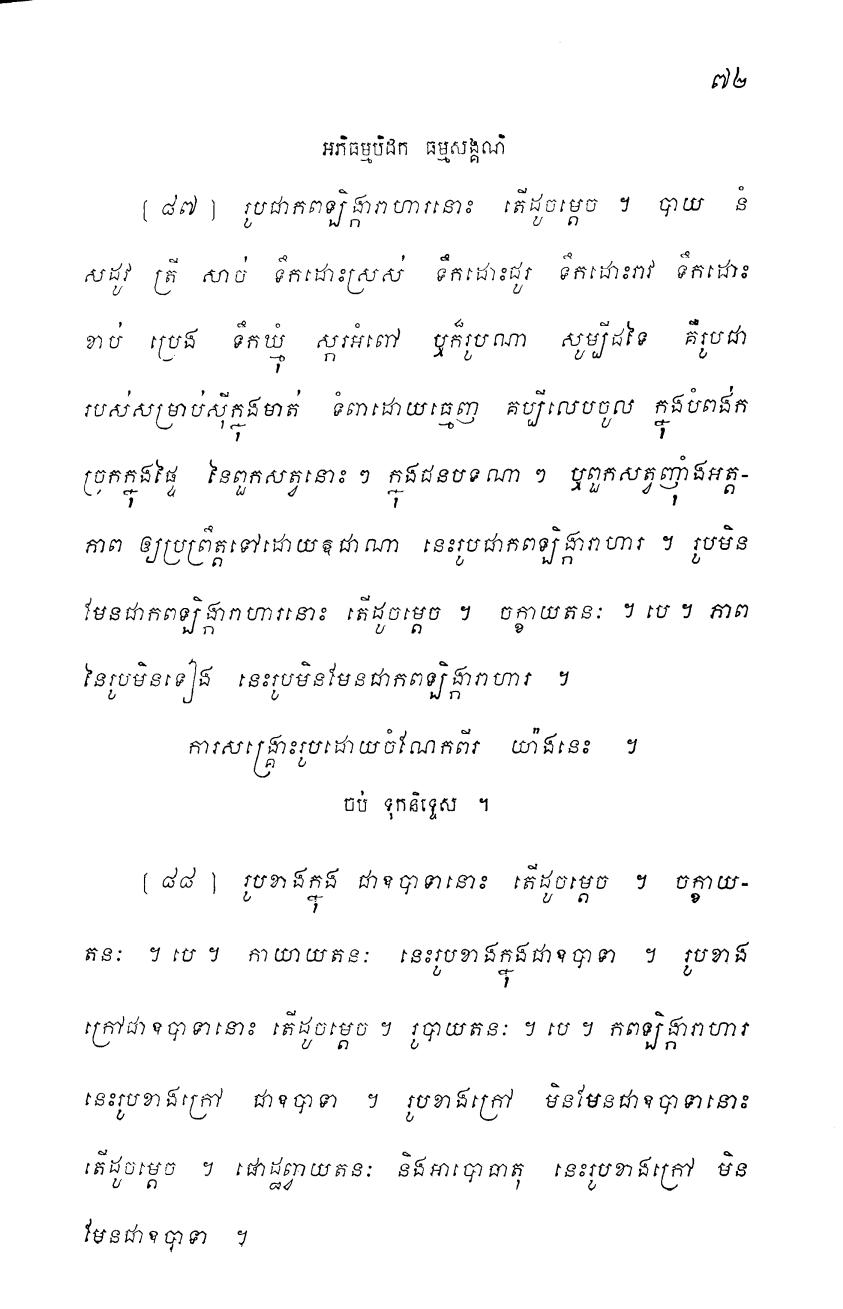 ៧២
អភិធម្មបិដក ធម្មសង្គណិ
[ ៨៧ ] រូបជាកពឡិង្ការាហារនោះ តើដូចម្តេច ។ បាយ នំ
សដូវ ត្រី សាច់ ទឹកដោះស្រស់ ទឹកដោះជូរ ទឹកដោះរាវ ទឹកដោះ
ខាប់ ប្រេង ទឹកឃ្មុំ ស្ករអំពៅ ឬក៏រូបណា សូម្បីដទៃ គឺរូបជា
របស់សម្រាប់ស៊ីក្នុងមាត់ ទំពាដោយធ្មេញ គប្បីលេបចូល ក្នុងបំពង់ក
ច្រុកក្នុងផ្ទៃ នៃពួកសត្វនោះ ៗ ក្នុងជនបទណា ៗ ឬពួកសត្វញ៉ាំងអត្ត-
ភាព ឲ្យប្រព្រឹត្តទៅដោយឱជាណា នេះរូបជាកពឡិង្ការាហារ ។ រូបមិន
មែនជាកពឡិង្ការាហារនោះ តើដូចម្តេច ។ ចក្ខាយតនៈ ។ បេ ។ ភាព
នៃរូបមិនទៀង នេះរូបមិនមែនជាកពឡិង្ការាហារ ។
ការសង្គ្រោះរូបដោយចំណែកពីរ យ៉ាងនេះ ។
ចប់ ទុកនិទ្ទេស ។
[ ៨៨ ] រូបខាងក្នុង ជាឧបាទានោះ តើដូចម្តេច ។ ចក្ខាយ-
តនៈ ។ បេ ។ កាយាយតនៈ នេះរូបខាងក្នុងជាឧបាទា ។ រូបខាង
ក្រៅជាឧបាទានោះ តើដូចម្តេច ។ រូបាយតនៈ ។ បេ ។ កពឡិង្ការាហារ
នេះរូបខាងក្រៅ ជាឧបាទា ។ រូបខាងក្រៅ មិនមែនជាឧបាទានោះ
តើដូចម្តេច ។ ផោដ្ឋព្វាយតនៈ និងអាបោធាតុ នេះរូបខាងក្រៅ មិន
មែនជាឧបាទា ។